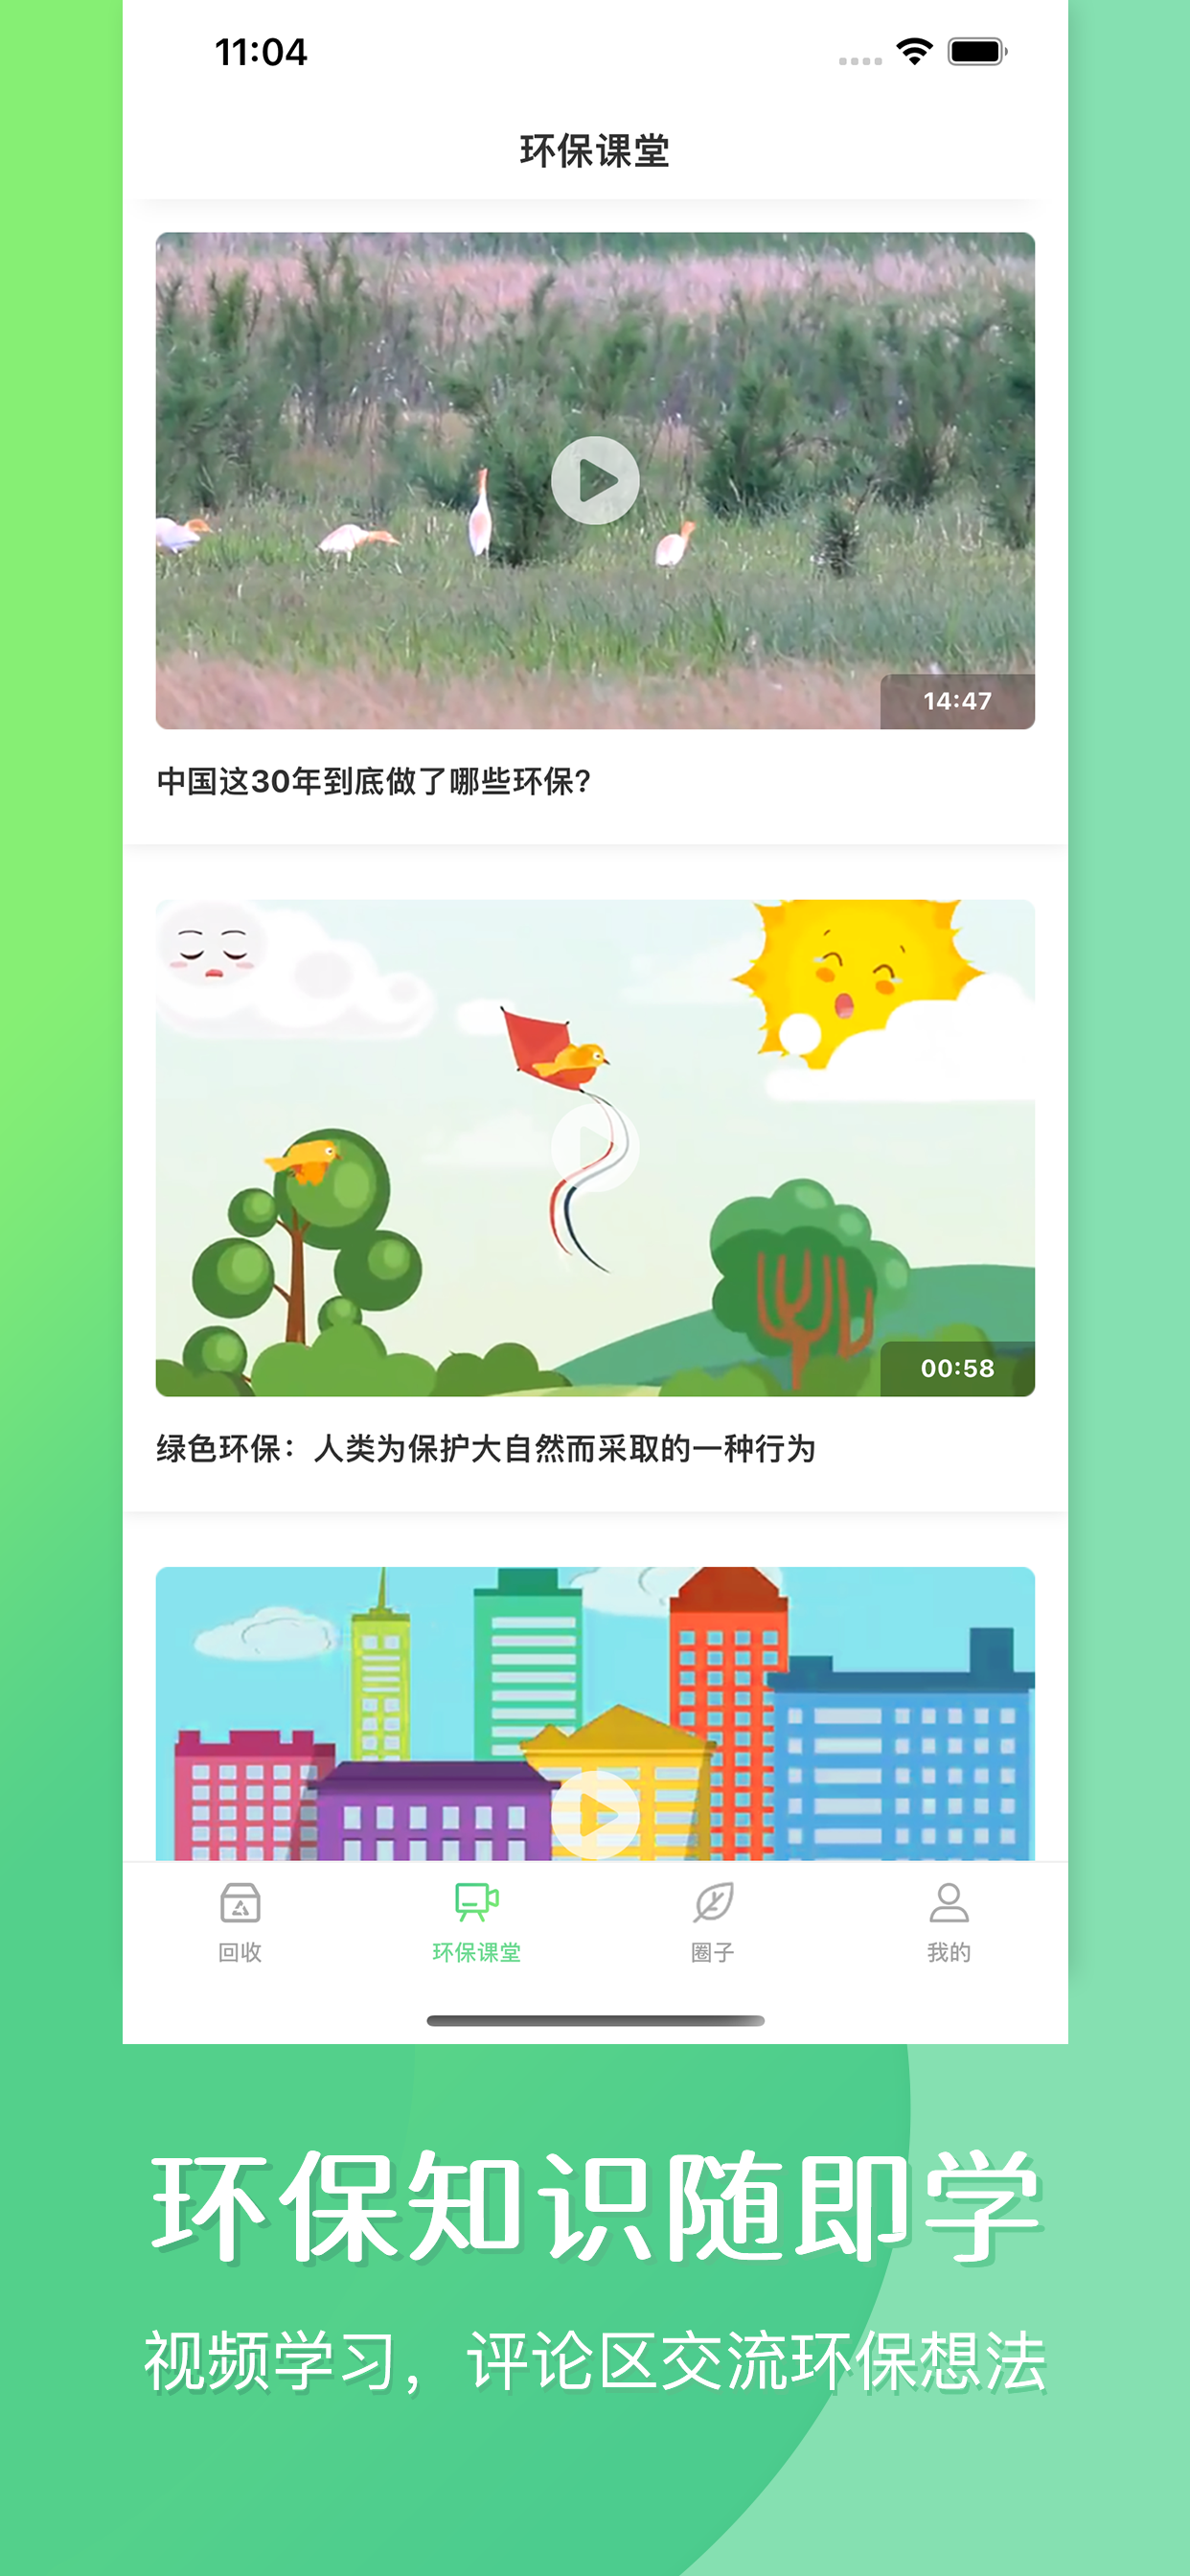 11:04
环保课堂
14:47
中国这30年到底做了哪些环保?
00:58
绿色环保：人类为保护大自然而采取的一种行为
回收
环保课堂
圈子
我的
环保知识随即学
视频学习，评论区交流环保想法